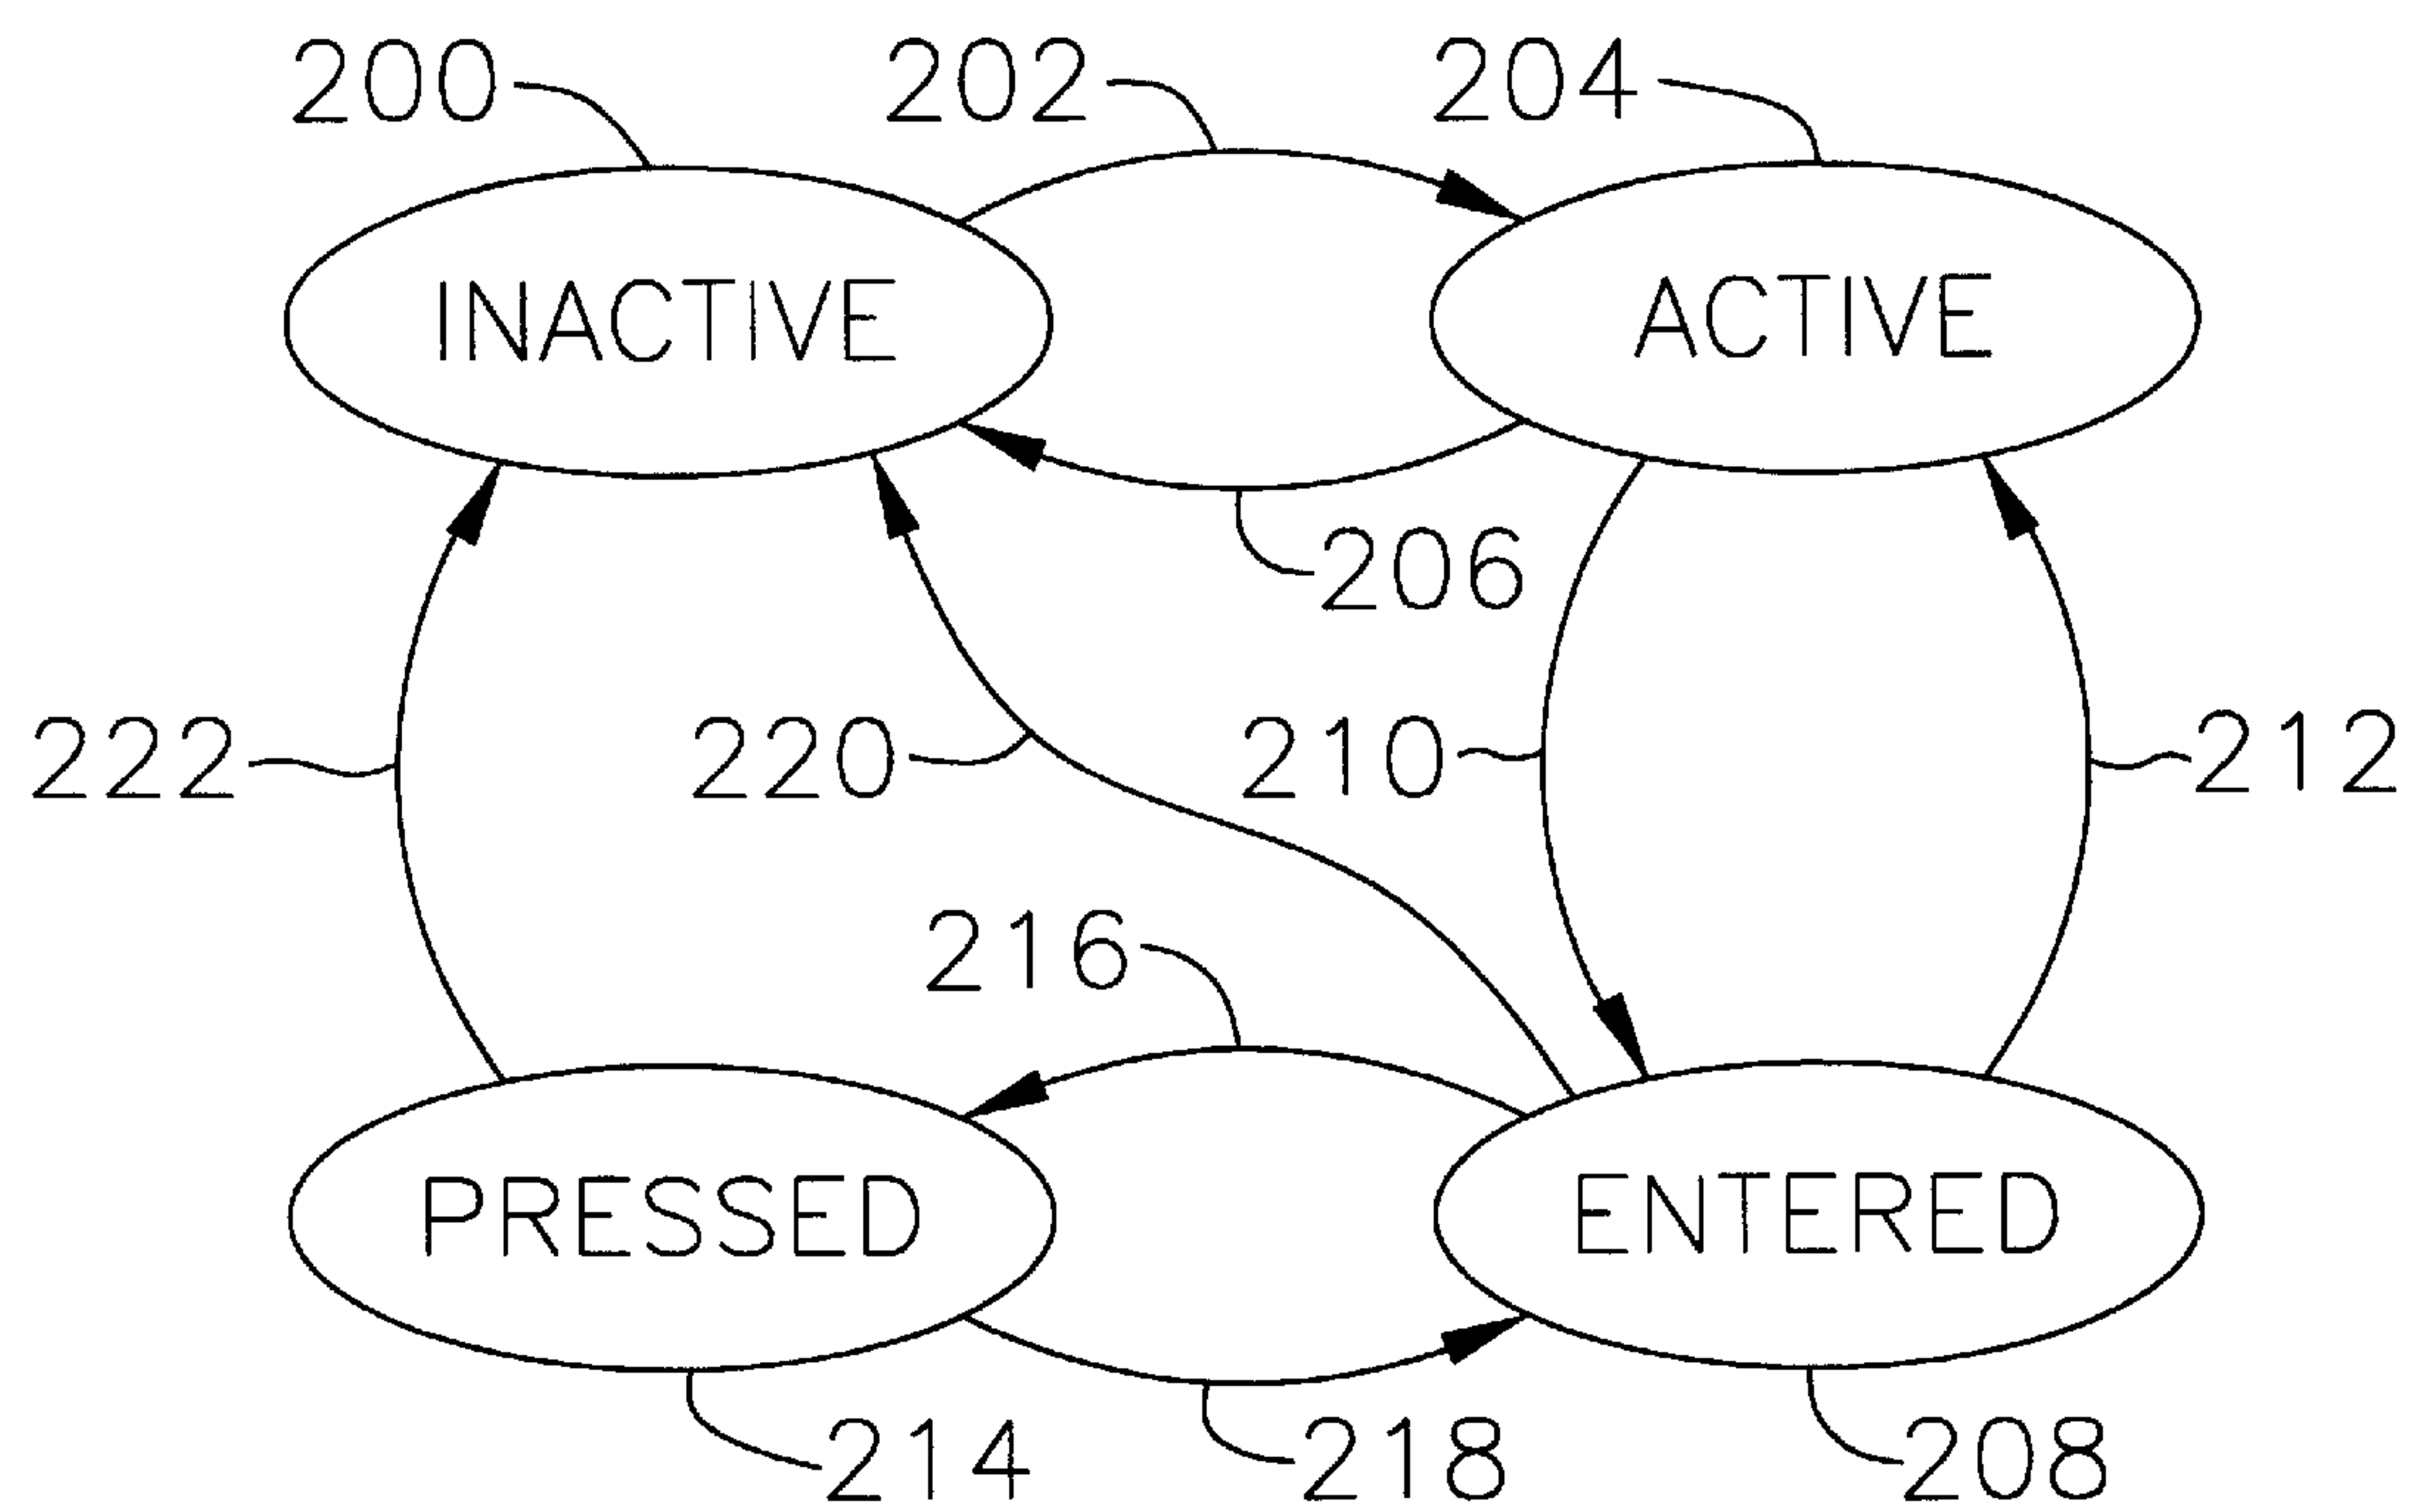 200 202 204
INACTIVE ACTIVE
206
222 220 210 212
216
PRESSED ENTERED
214 218 208